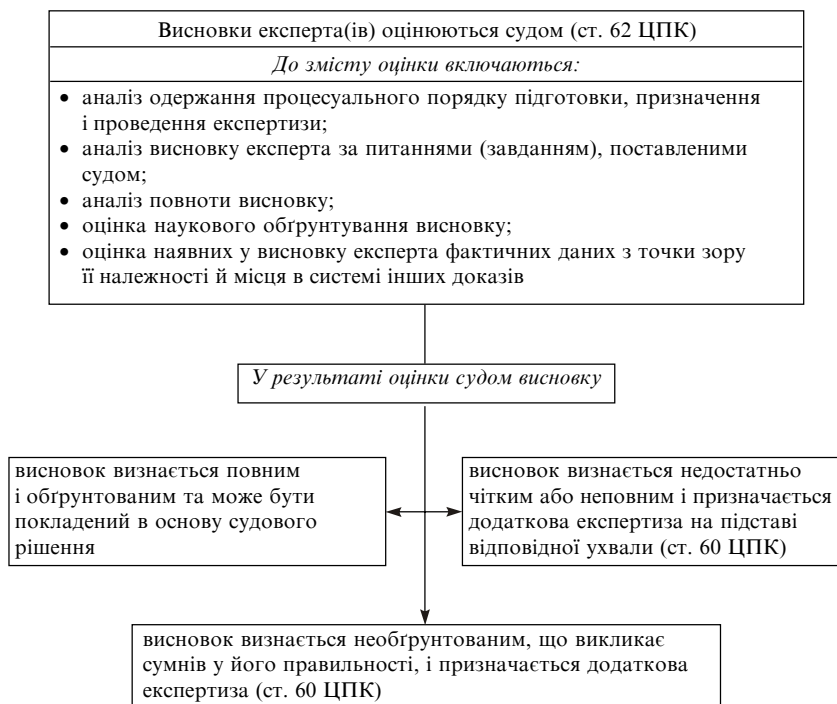 Висновки експерта(ів) оцінюються судом (ст. 62 ЦПК)
До змісту оцінки включаються:
• аналіз одержання процесуального порядку підготовки, призначення
і проведення експертизи;
• аналіз висновку експерта за питаннями (завданням), поставленими
судом;
• аналіз повноти висновку;
• оцінка наукового обґрунтування висновку;
• оцінка наявних у висновку експерта фактичних даних з точки зору
її належності й місця в системі інших доказів
У результаті оцінки судом висновку
висновок визнається повним
і обґрунтованим та може бути
покладений в основу судового
рішення
висновок визнається недостатньо
чітким або неповним і призначається
додаткова експертиза на підставі
відповідної ухвали (ст. 60 ЦПК)
висновок визнається необґрунтованим, що викликає
сумнів у його правильності, і призначається додаткова
експертиза (ст. 60 ЦПК)